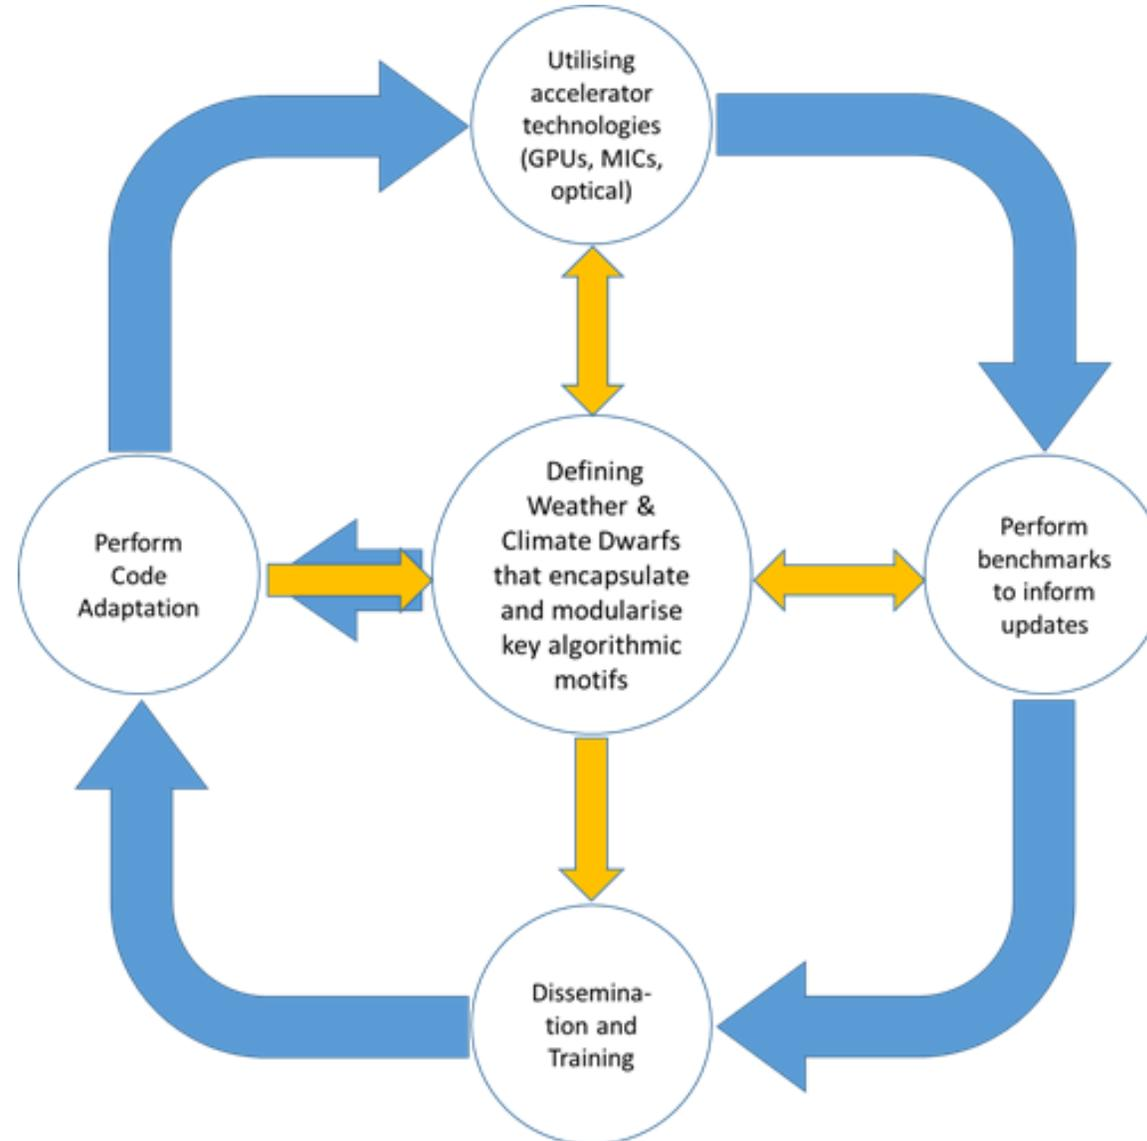 Utilising
accelerator
technologies
(GPUs, MICs,
optical)
Defining
Weather &
Climate Dwarfs
that encapsulate
and modularise
key algorithmic
motifs
Perform
Code
Adaptation
Perform
benchmarks
to inform
updates
Dissemina-
tion and
Training